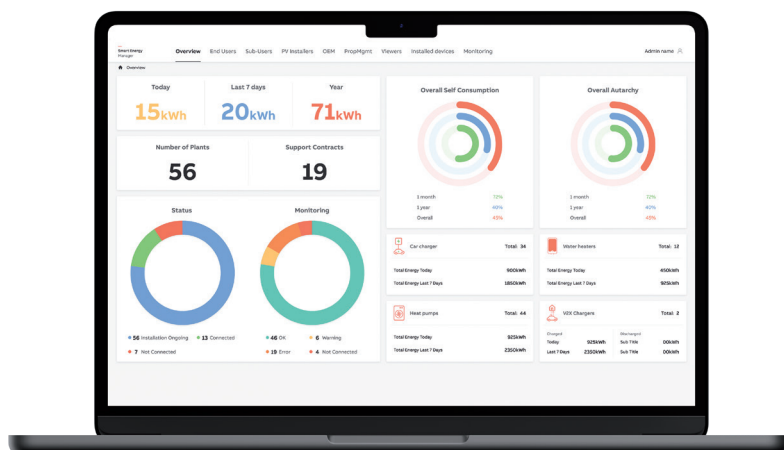 Smart Energy
Manager
Overview End Users Sub-Users PV Installers OEM PropMgmt Viewers Installed devices Monitoring
Admin name
Overview
Today Last 7 days Year
15kWh 20kWh 71kWh
Number of Plants Support Contracts
56 19
Status Monitoring
56 Installation Ongoing 13 Connected
7 Not Connected
46 OK 6 Warning
19 Error 4 Not Connected
Overall Self Consumption
1 month 72%
1 year 60%
Overall 45%
Overall Autarchy
1 month 72%
1 year 60%
Overall 45%
Car charger Total: 34
Total Energy Today 900kWh
Total Energy Last 7 Days 1850kWh
Water heaters Total: 12
Total Energy Today 450kWh
Total Energy Last 7 Days 925kWh
Heat pumps Total: 44
Total Energy Today 925kWh
Total Energy Last 7 Days 2350kWh
V2X Chargers Total: 2
Charged Discharged
Today 925kWh Sub Title 00kWh
Last 7 Days 2350kWh Sub Title 00kWh